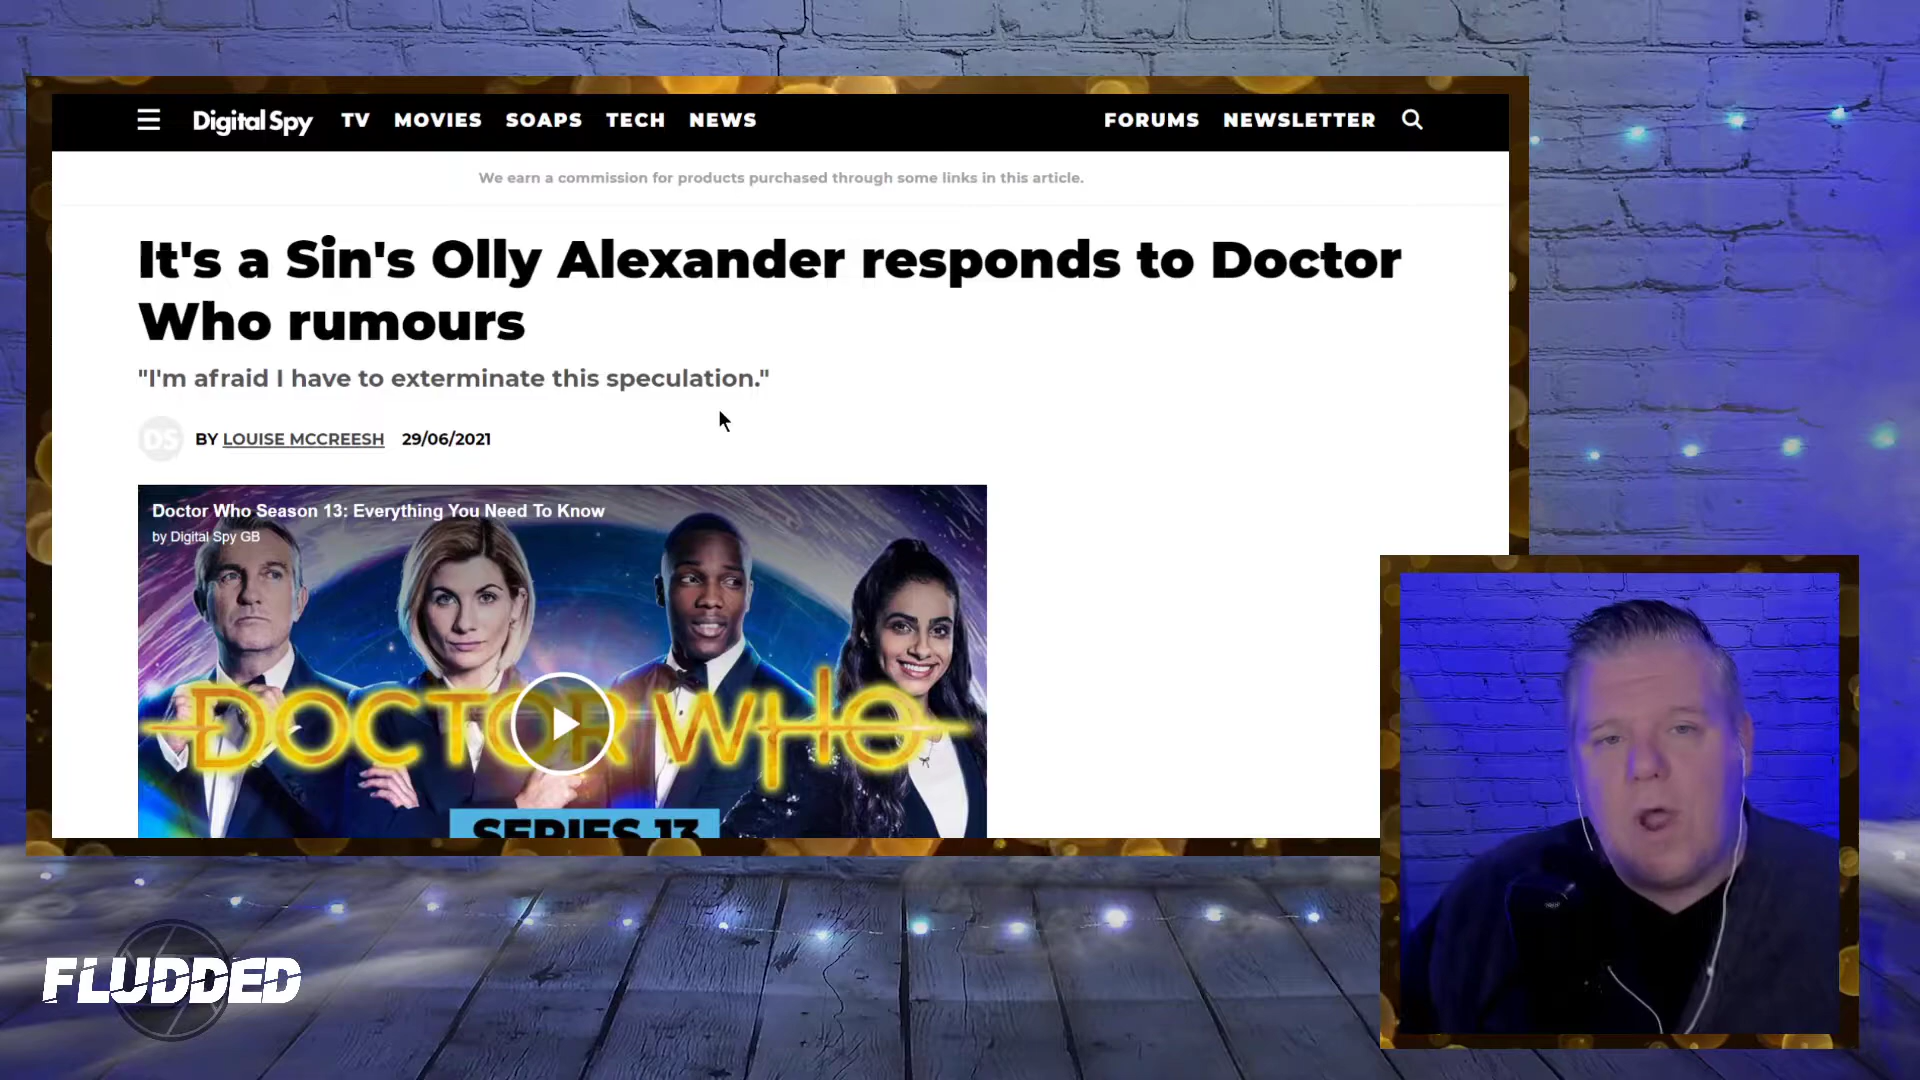 Digital Spy TV MOVIES SOAPS TECH NEWS FORUMS NEWSLETTER
We earn a commission for products purchased through some links in this article.
It's a Sin's Olly Alexander responds to Doctor
Who rumours
"I'm afraid I have to exterminate this speculation."
DS BY LOUISE MCCREESH 29/06/2021
Doctor Who Season 13: Everything You Need To Know
by Digital Spy GB
DOCTOR WHO
SERIES 13
FLUDDED